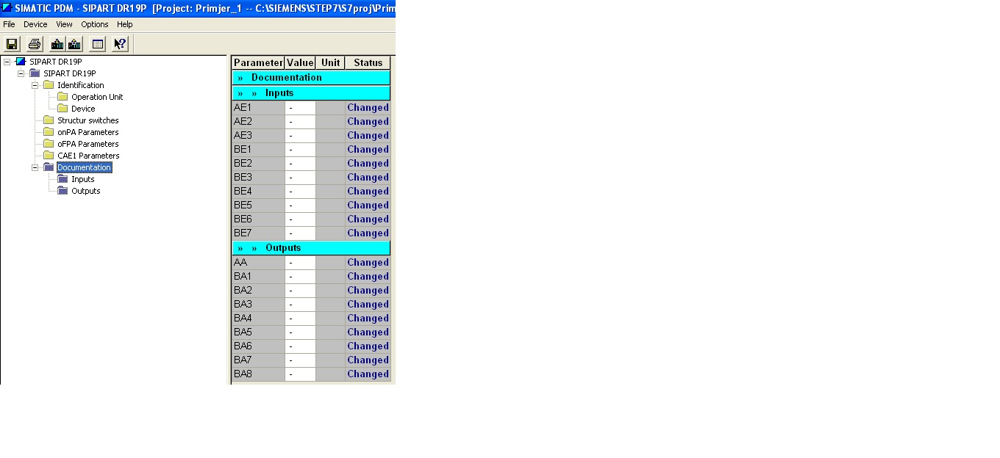 SIMATIC PDM - SIPART DR19P [Project: Primjer_1 -- C:\SIEMENS\STEP7\S7proj\Prim
File Device View Options Help
SIPART DR19P
SIPART DR19P
Identification
Operation Unit
Device
Structur switches
onPA Parameters
oFPA Parameters
CAE1 Parameters
Documentation
Inputs
Outputs
Parameter Value Unit Status
» Documentation
» » Inputs
AE1 - Changed
AE2 - Changed
AE3 - Changed
BE1 - Changed
BE2 - Changed
BE3 - Changed
BE4 - Changed
BE5 - Changed
BE6 - Changed
BE7 - Changed
» » Outputs
AA - Changed
BA1 - Changed
BA2 - Changed
BA3 - Changed
BA4 - Changed
BA5 - Changed
BA6 - Changed
BA7 - Changed
BA8 - Changed